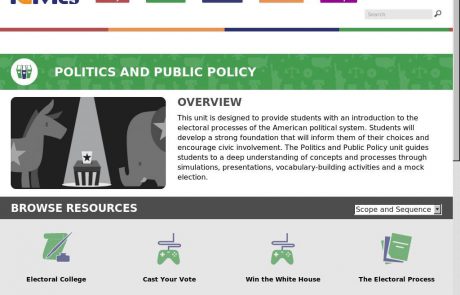 Search
POLITICS AND PUBLIC POLICY
OVERVIEW
This unit is designed to provide students with an introduction to the
electoral processes of the American political system. Students will
develop a strong foundation that will inform them of their choices and
encourage civic involvement. The Politics and Public Policy unit guides
students to a deep understanding of concepts and processes through
simulations, presentations, vocabulary-building activities and a mock
election.
BROWSE RESOURCES
Scope and Sequence
Electoral College
Cast Your Vote
Win the White House
The Electoral Process